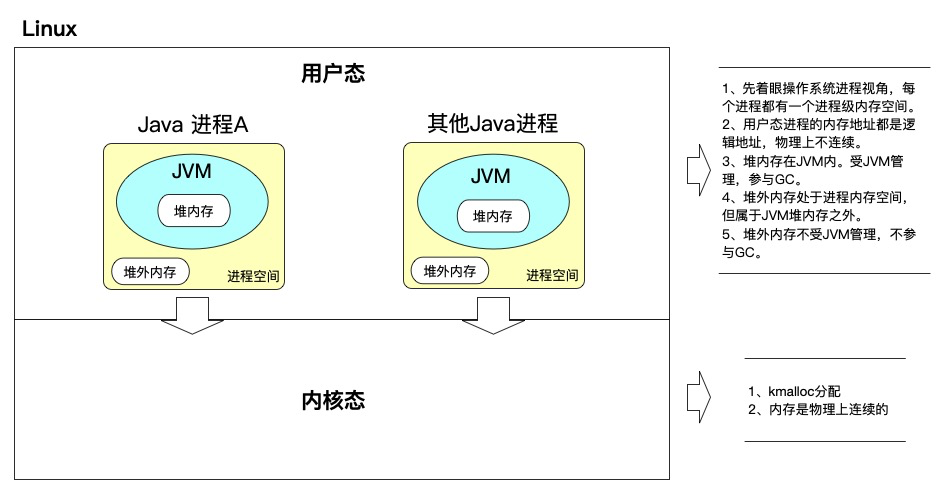 Linux
用户态
Java 进程A
其他Java进程
JVM
JVM
堆内存
堆内存
堆外内存
进程空间
堆外内存
进程空间
内核态
1、先着眼操作系统进程视角，每
个进程都有一个进程级内存空间。
2、用户态进程的内存地址都是逻
辑地址，物理上不连续。
3、堆内存在JVM内。受JVM管
理，参与GC。
4、堆外内存处于进程内存空间，
但属于JVM堆内存之外。
5、堆外内存不受JVM管理，不参
与GC。
1、kmalloc分配
2、内存是物理上连续的